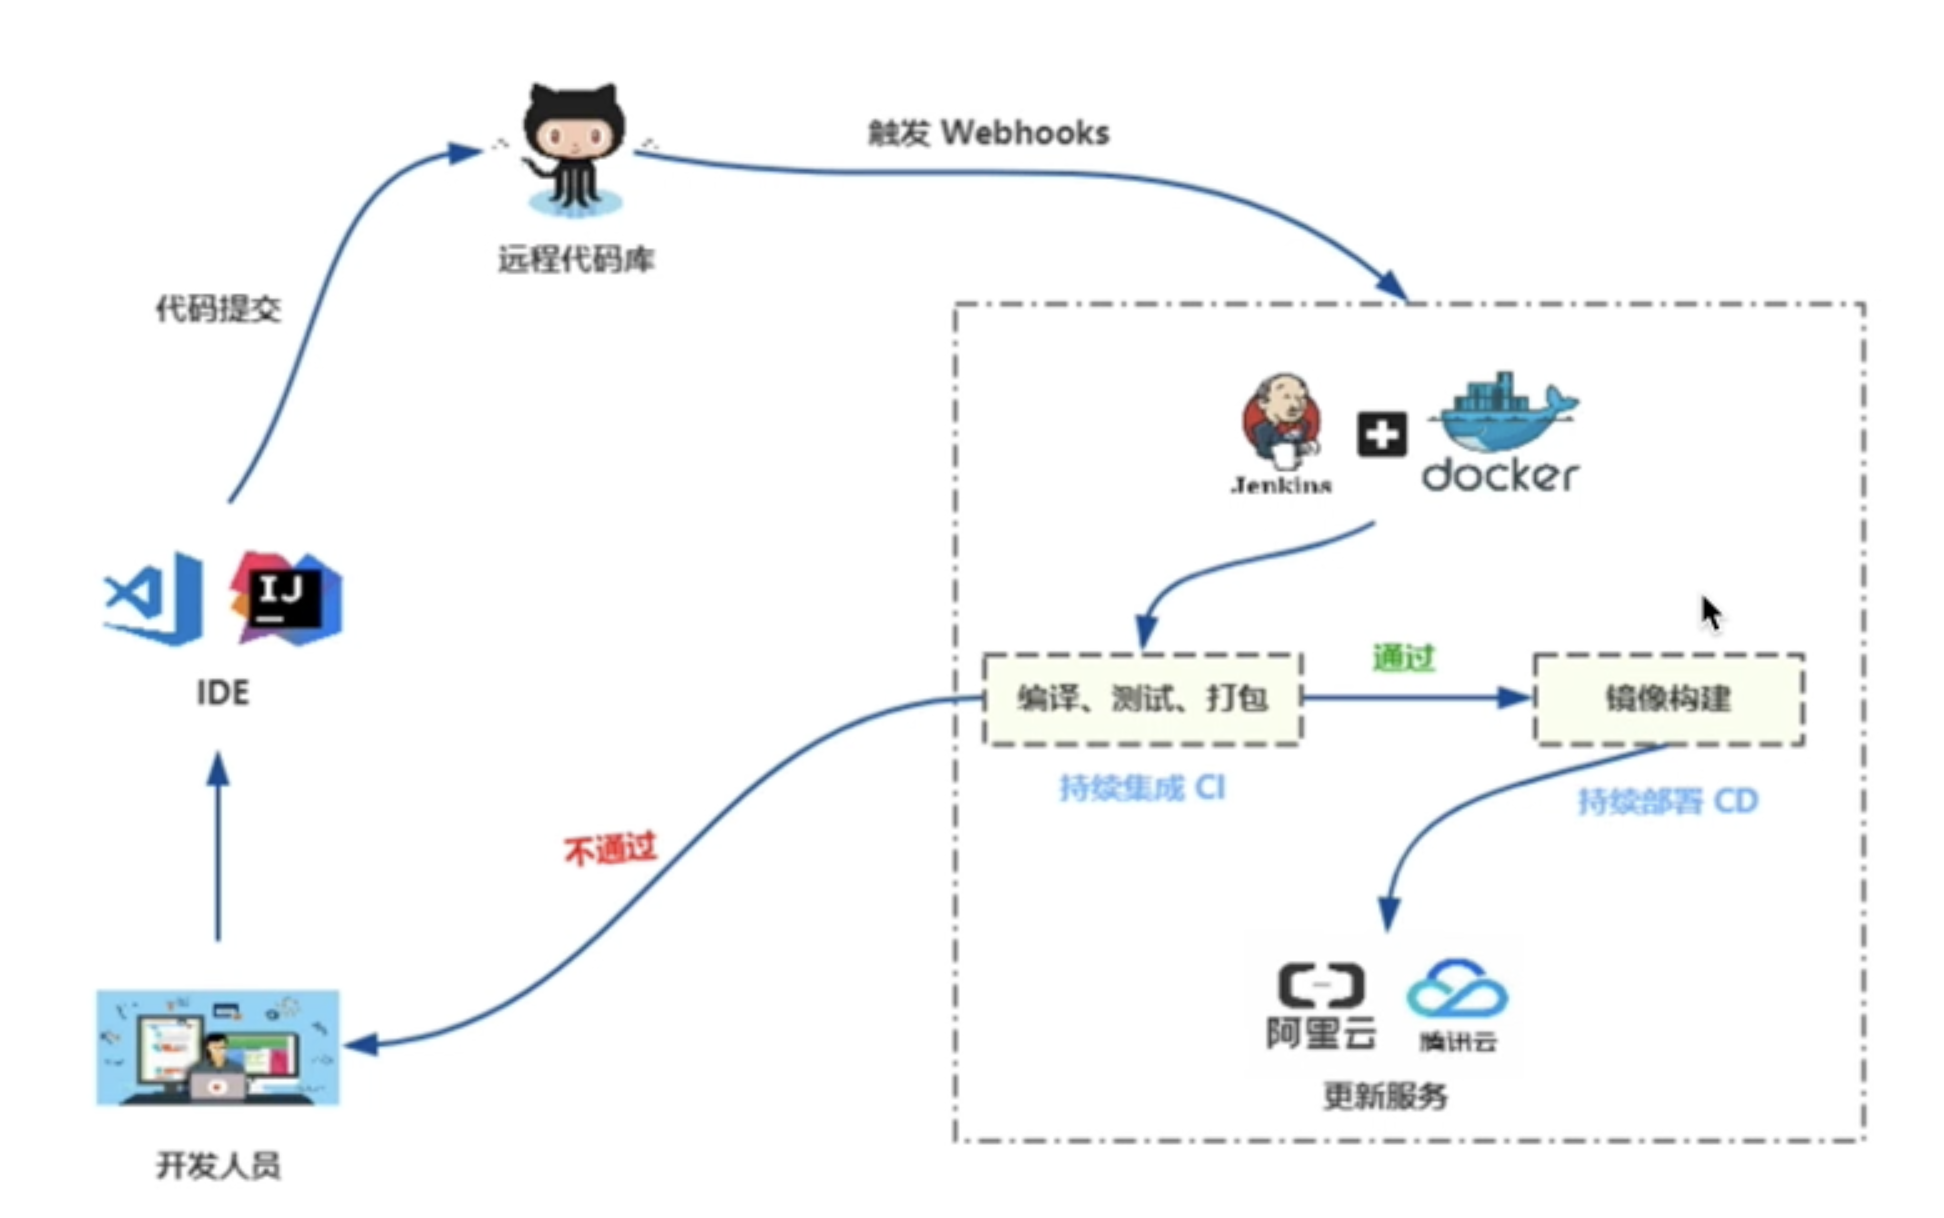 触发 Webhooks
远程代码库
代码提交
Jenkins
docker
IJ
IDE
通过
编译、测试、打包
镜像构建
持续集成 CI
持续部署 CD
不通过
阿里云
腾讯云
更新服务
开发人员